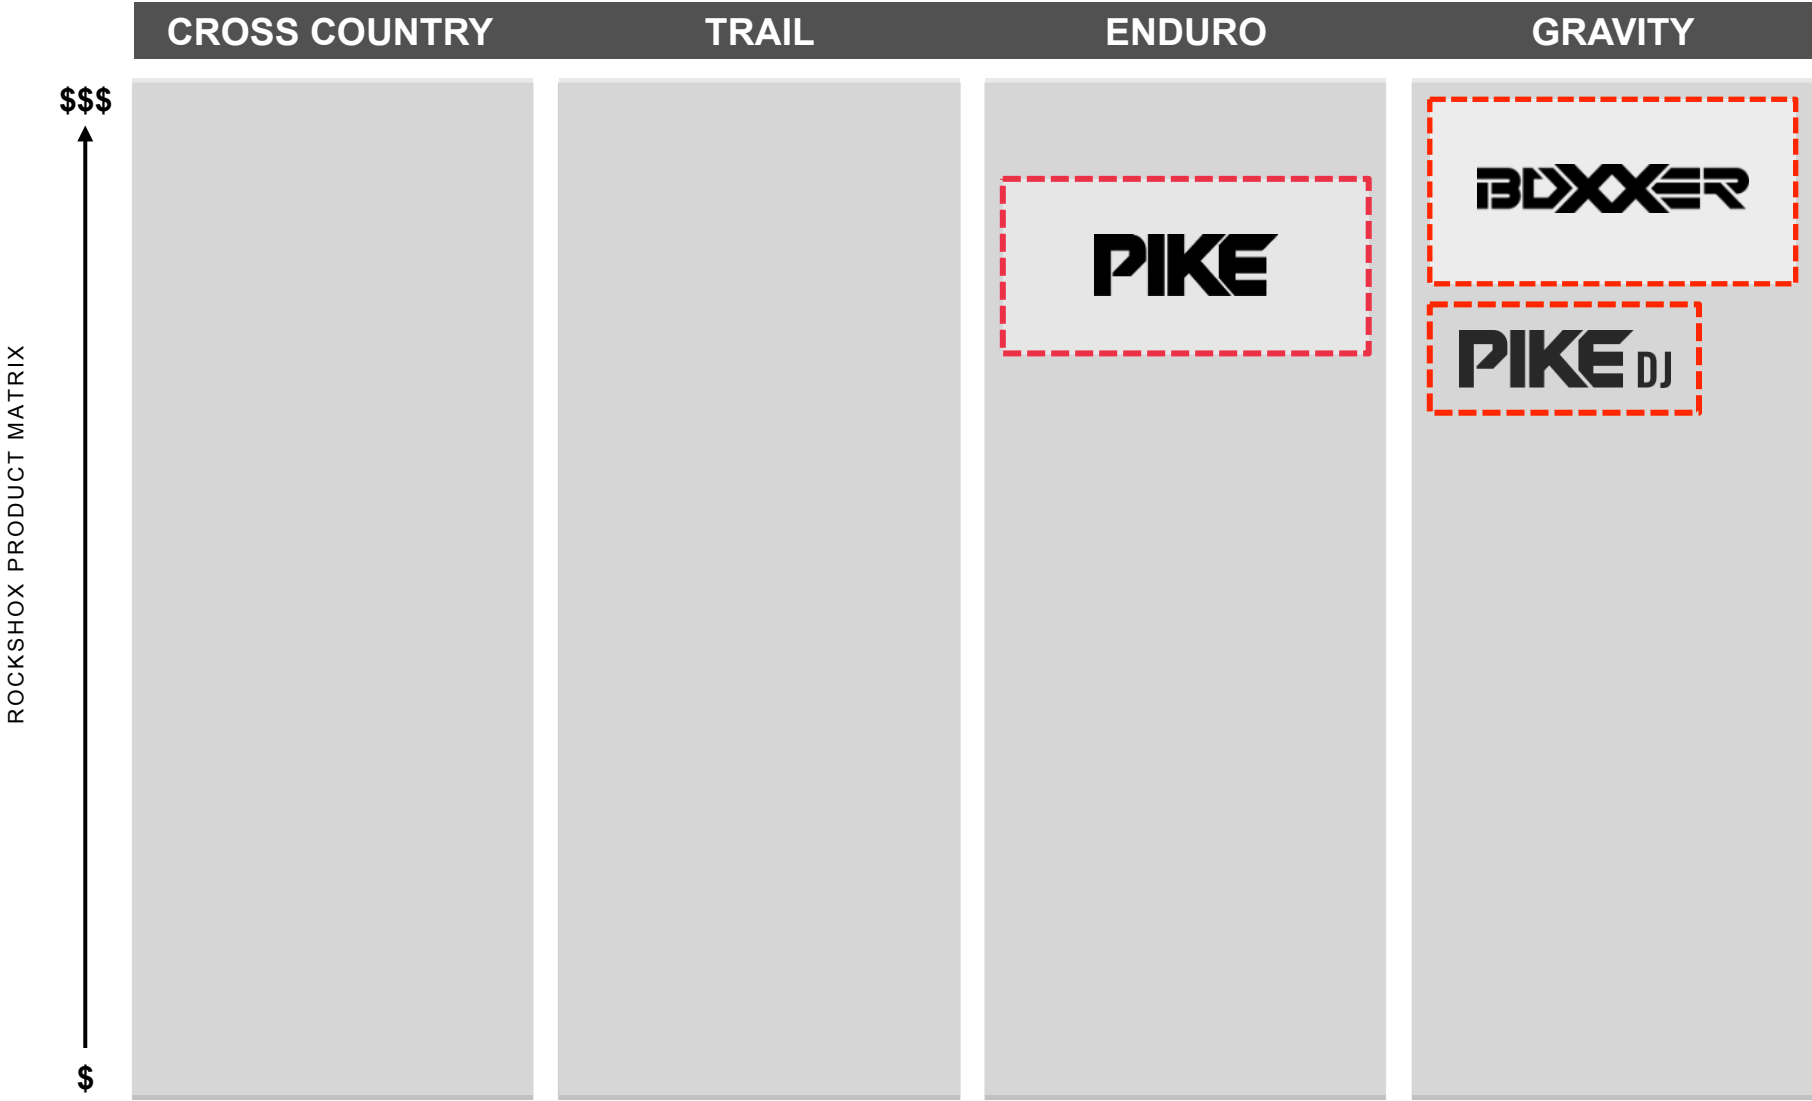 CROSS COUNTRY TRAIL ENDURO GRAVITY
$$$
BOXXER
PIKE
PIKE DJ
ROCKSHOX PRODUCT MATRIX
$